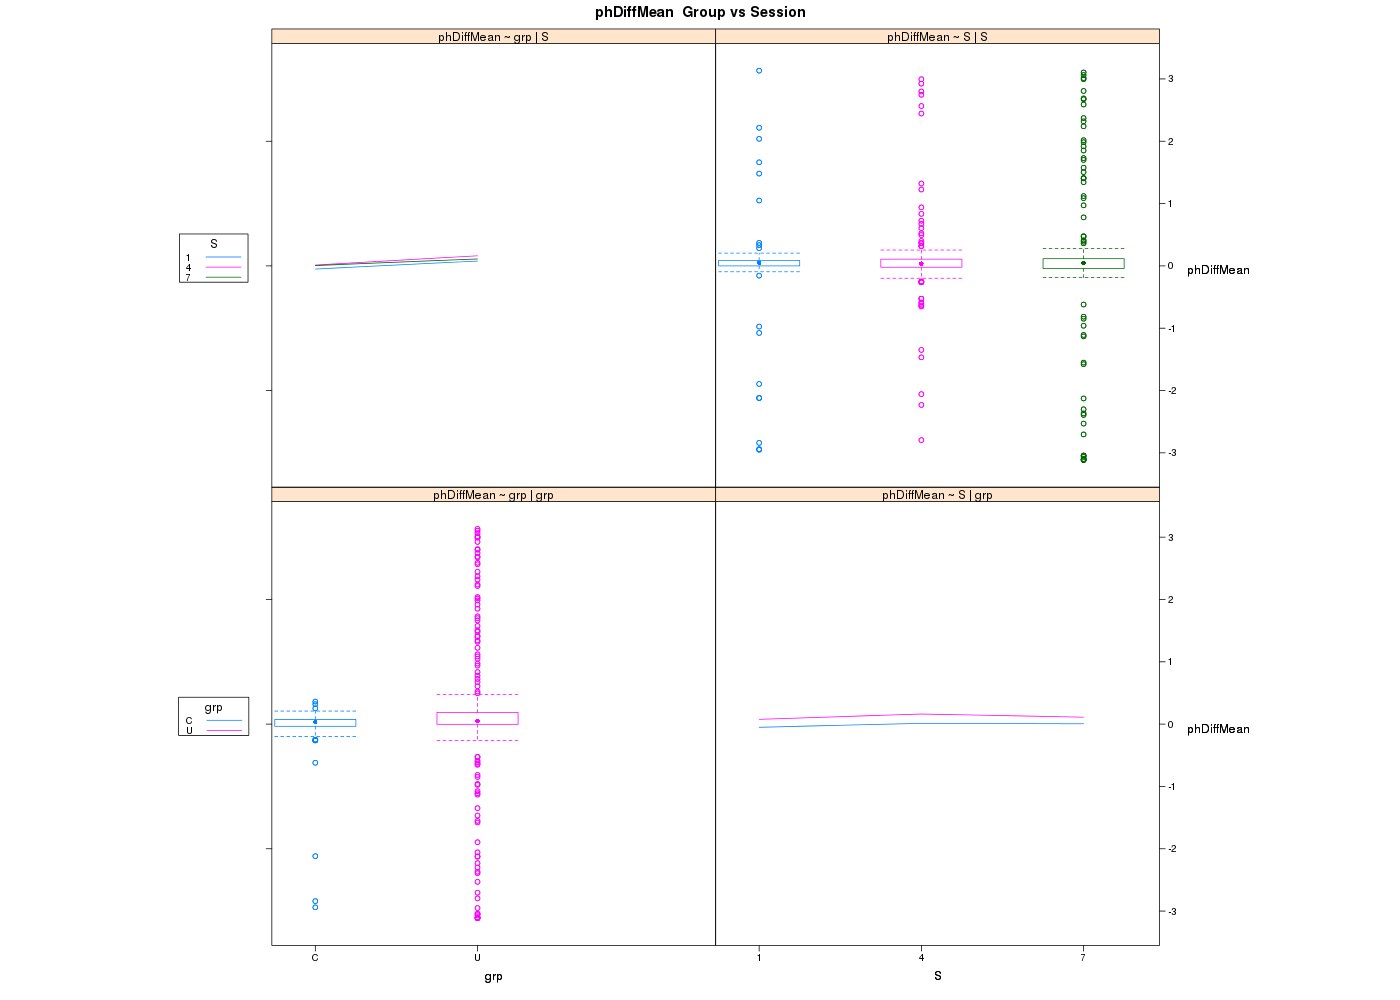 phDiffMean  Group vs Session
phDiffMean ~ grp | S
phDiffMean ~ S | S
3
2
1
0
-1
-2
-3
phDiffMean
S
1
4
7
phDiffMean ~ grp | grp
phDiffMean ~ S | grp
3
2
1
0
-1
-2
-3
phDiffMean
grp
C
U
C
U
1
4
7
grp
S